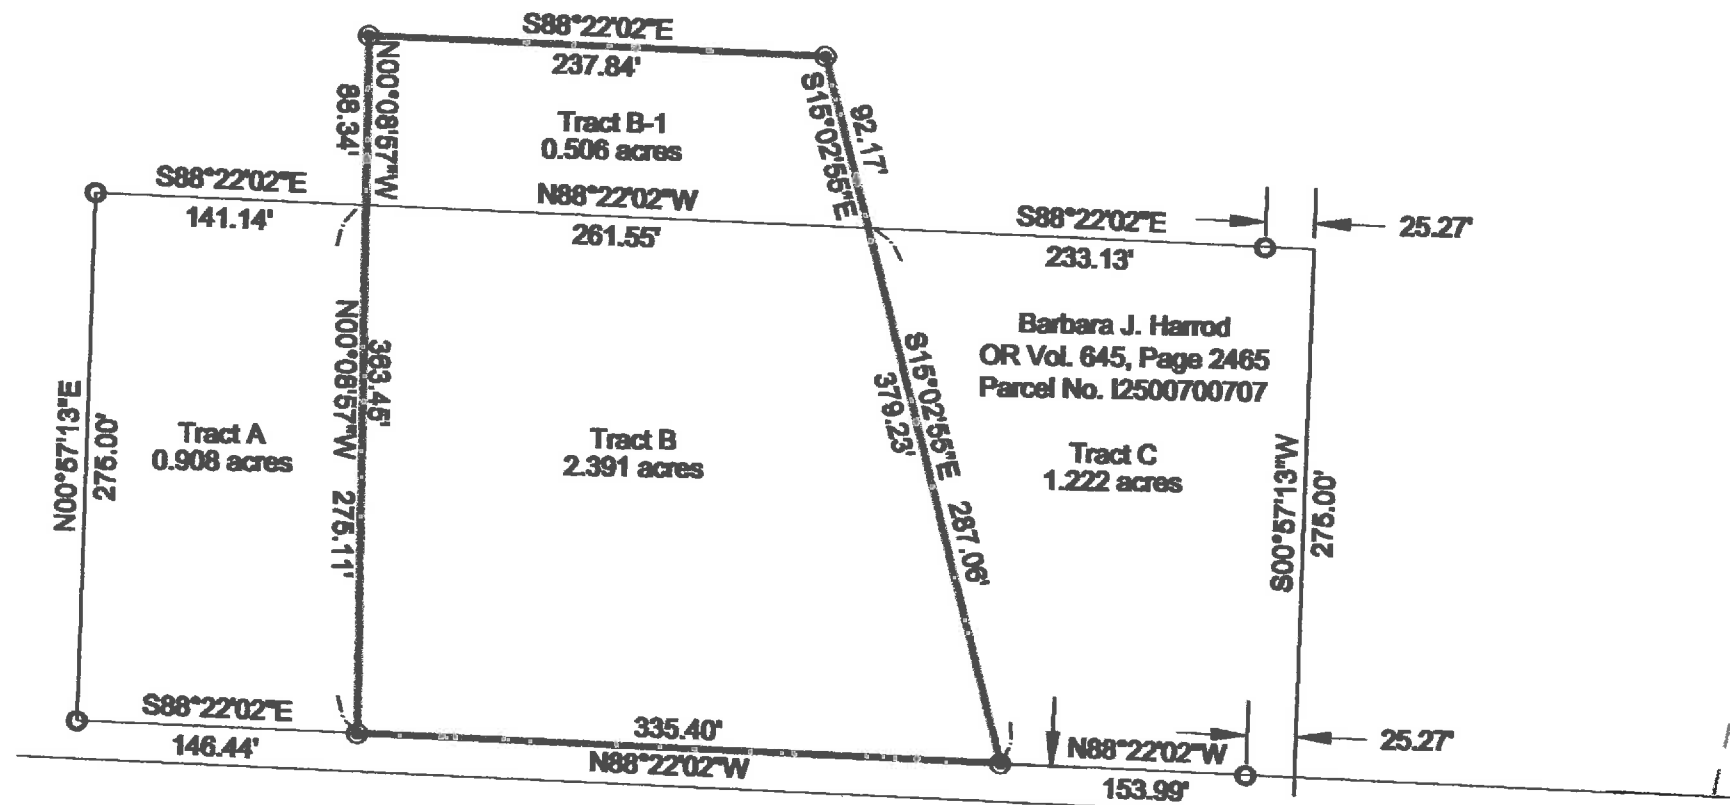 S88°22'02"E
237.84'
N00°08'57"W
88.34'
Tract B-1
0.506 acres
92.17'
S15°02'55"E
S88°22'02"E
141.14'
N88°22'02"W
261.55'
S88°22'02"E
233.13'
25.27'
Barbara J. Harrod
OR Vol. 645, Page 2465
Parcel No. I2500700707
N00°57'13"E
275.00'
Tract A
0.908 acres
363.45'
N00°08'57"W 275.11'
Tract B
2.391 acres
S15°02'55"E 287.06'
379.23'
Tract C
1.222 acres
S00°57'13"W
275.00'
S88°22'02"E
146.44'
335.40'
N88°22'02"W
N88°22'02"W
153.99'
25.27'